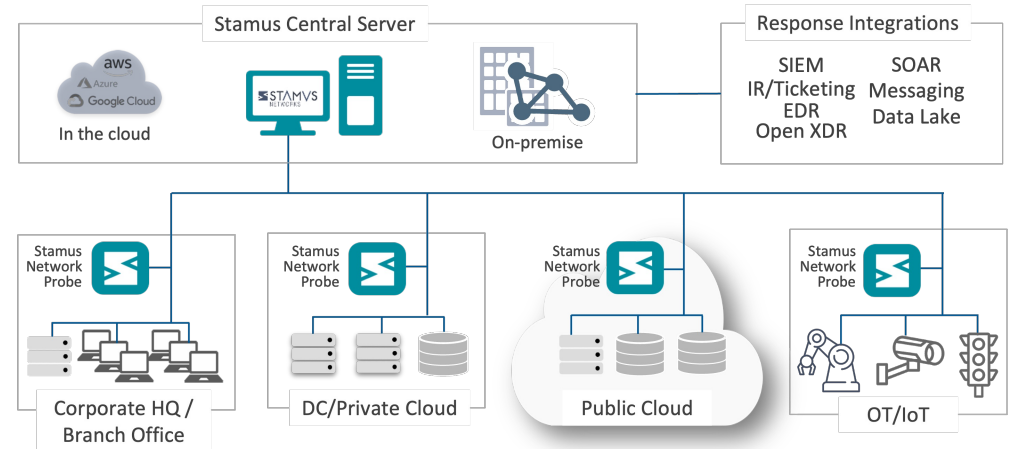 Stamus Central Server
Response Integrations
aws
Azure
Google Cloud
In the cloud
STAMVS
NETWORKS
On-premise
SIEM
IR/Ticketing
EDR
Open XDR
SOAR
Messaging
Data Lake
Stamus
Network
Probe
Corporate HQ /
Branch Office
Stamus
Network
Probe
DC/Private Cloud
Stamus
Network
Probe
Public Cloud
Stamus
Network
Probe
OT/IoT